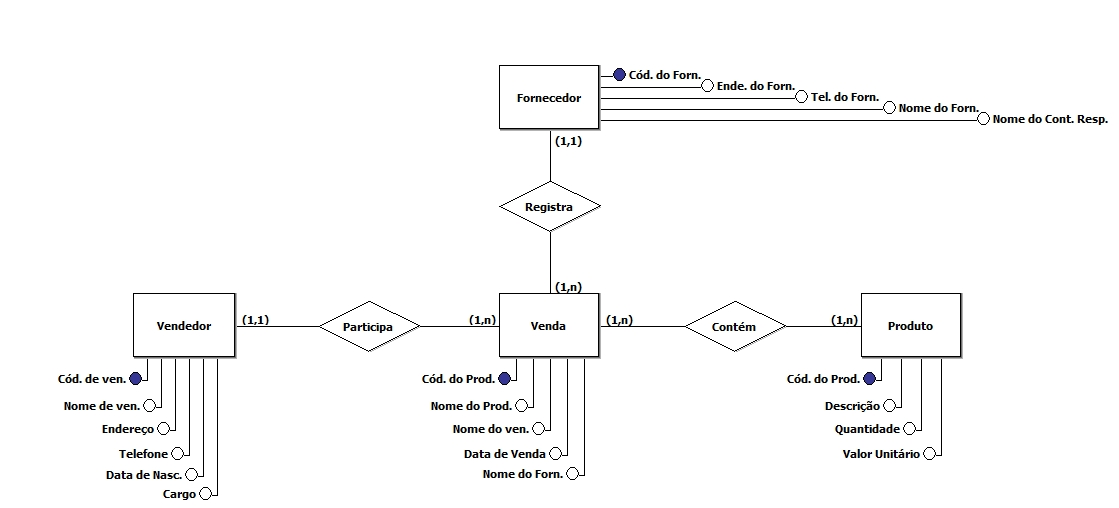 Fornecedor
Cód. do Forn.
Ende. do Forn.
Tel. do Forn.
Nome do Forn.
Nome do Cont. Resp.
(1,1)
Registra
(1,n)
Vendedor
(1,1)
Participa
(1,n)
Venda
(1,n)
Contém
(1,n)
Produto
Cód. de ven.
Nome de ven.
Endereço
Telefone
Data de Nasc.
Cargo
Cód. do Prod.
Nome do Prod.
Nome do ven.
Data de Venda
Nome do Forn.
Cód. do Prod.
Descrição
Quantidade
Valor Unitário